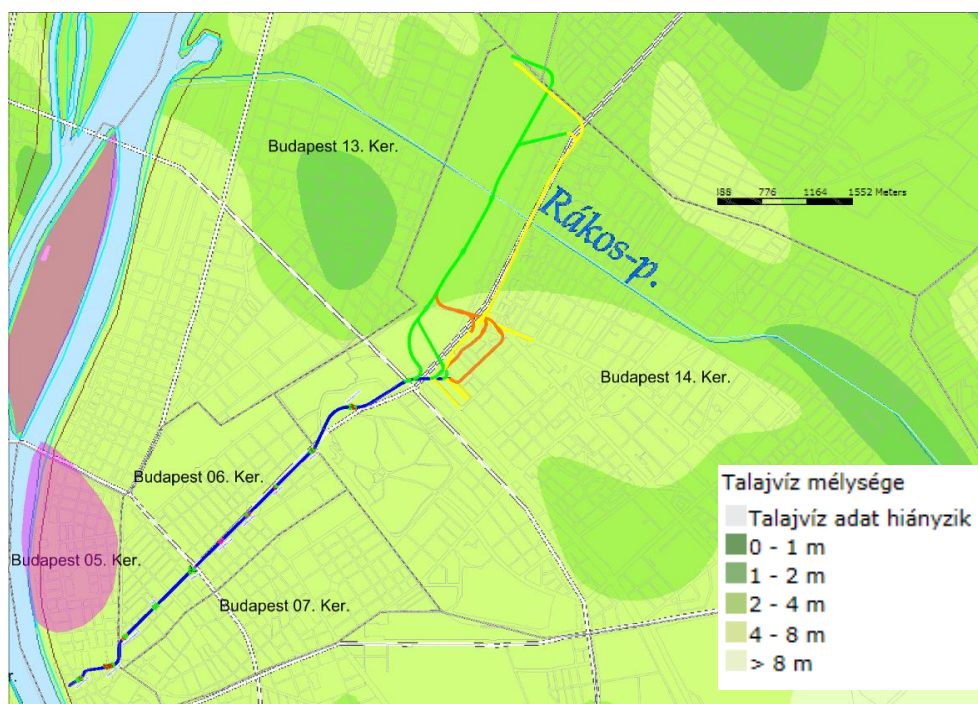 Budapest 13. Ker.
388 776 1164 1552 Meters
Rákos-p.
Budapest 14. Ker.
Budapest 06. Ker.
Budapest 05. Ker.
Budapest 07. Ker.
r.
Talajvíz mélysége
Talajvíz adat hiányzik
0 - 1 m
1 - 2 m
2 - 4 m
4 - 8 m
> 8 m